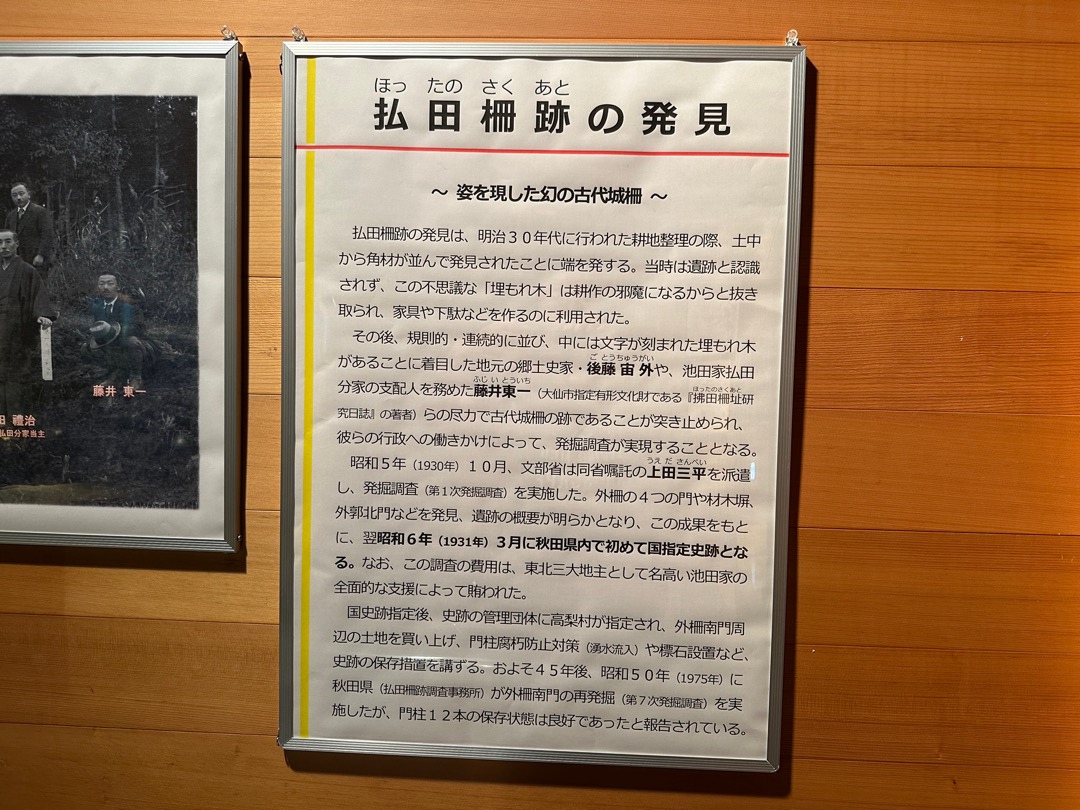 ほっ たの さく あと
払田柵跡の発見
～ 姿を現した幻の古代城柵 ～
払田柵跡の発見は、明治３０年代に行われた耕地整理の際、土中
から角材が並んで発見されたことに端を発する。当時は遺跡と認識
されず、この不思議な「埋もれ木」は耕作の邪魔になるからと抜き
取られ、家具や下駄などを作るのに利用された。
その後、規則的・連続的に並び、中には文字が刻まれた埋もれ木
ご とうちゅうがい
があることに着目した地元の郷土史家・後藤 宙外や、池田家払田
ふじ い とういち ほったのさくあと
分家の支配人を務めた藤井東一（大仙市指定有形文化財である『拂田柵址研
究日誌』の著者）らの尽力で古代城柵の跡であることが突き止められ、
彼らの行政への働きかけによって、発掘調査が実現することとなる。
うえ だ さんぺい
昭和５年（1930年）１０月、文部省は同省嘱託の上田三平を派遣
し、発掘調査（第１次発掘調査）を実施した。外柵の４つの門や材木塀、
外郭北門などを発見、遺跡の概要が明らかとなり、この成果をもと
に、翌昭和６年（1931年）３月に秋田県内で初めて国指定史跡とな
る。なお、この調査の費用は、東北三大地主として名高い池田家の
全面的な支援によって賄われた。
国史跡指定後、史跡の管理団体に高梨村が指定され、外柵南門周
辺の土地を買い上げ、門柱腐朽防止対策（湧水流入）や標石設置など、
史跡の保存措置を講ずる。およそ４５年後、昭和５０年（1975年）に
秋田県（払田柵跡調査事務所）が外柵南門の再発掘（第７次発掘調査）を実
施したが、門柱１２本の保存状態は良好であったと報告されている。
藤井 東一
田 禮治
払田分家当主